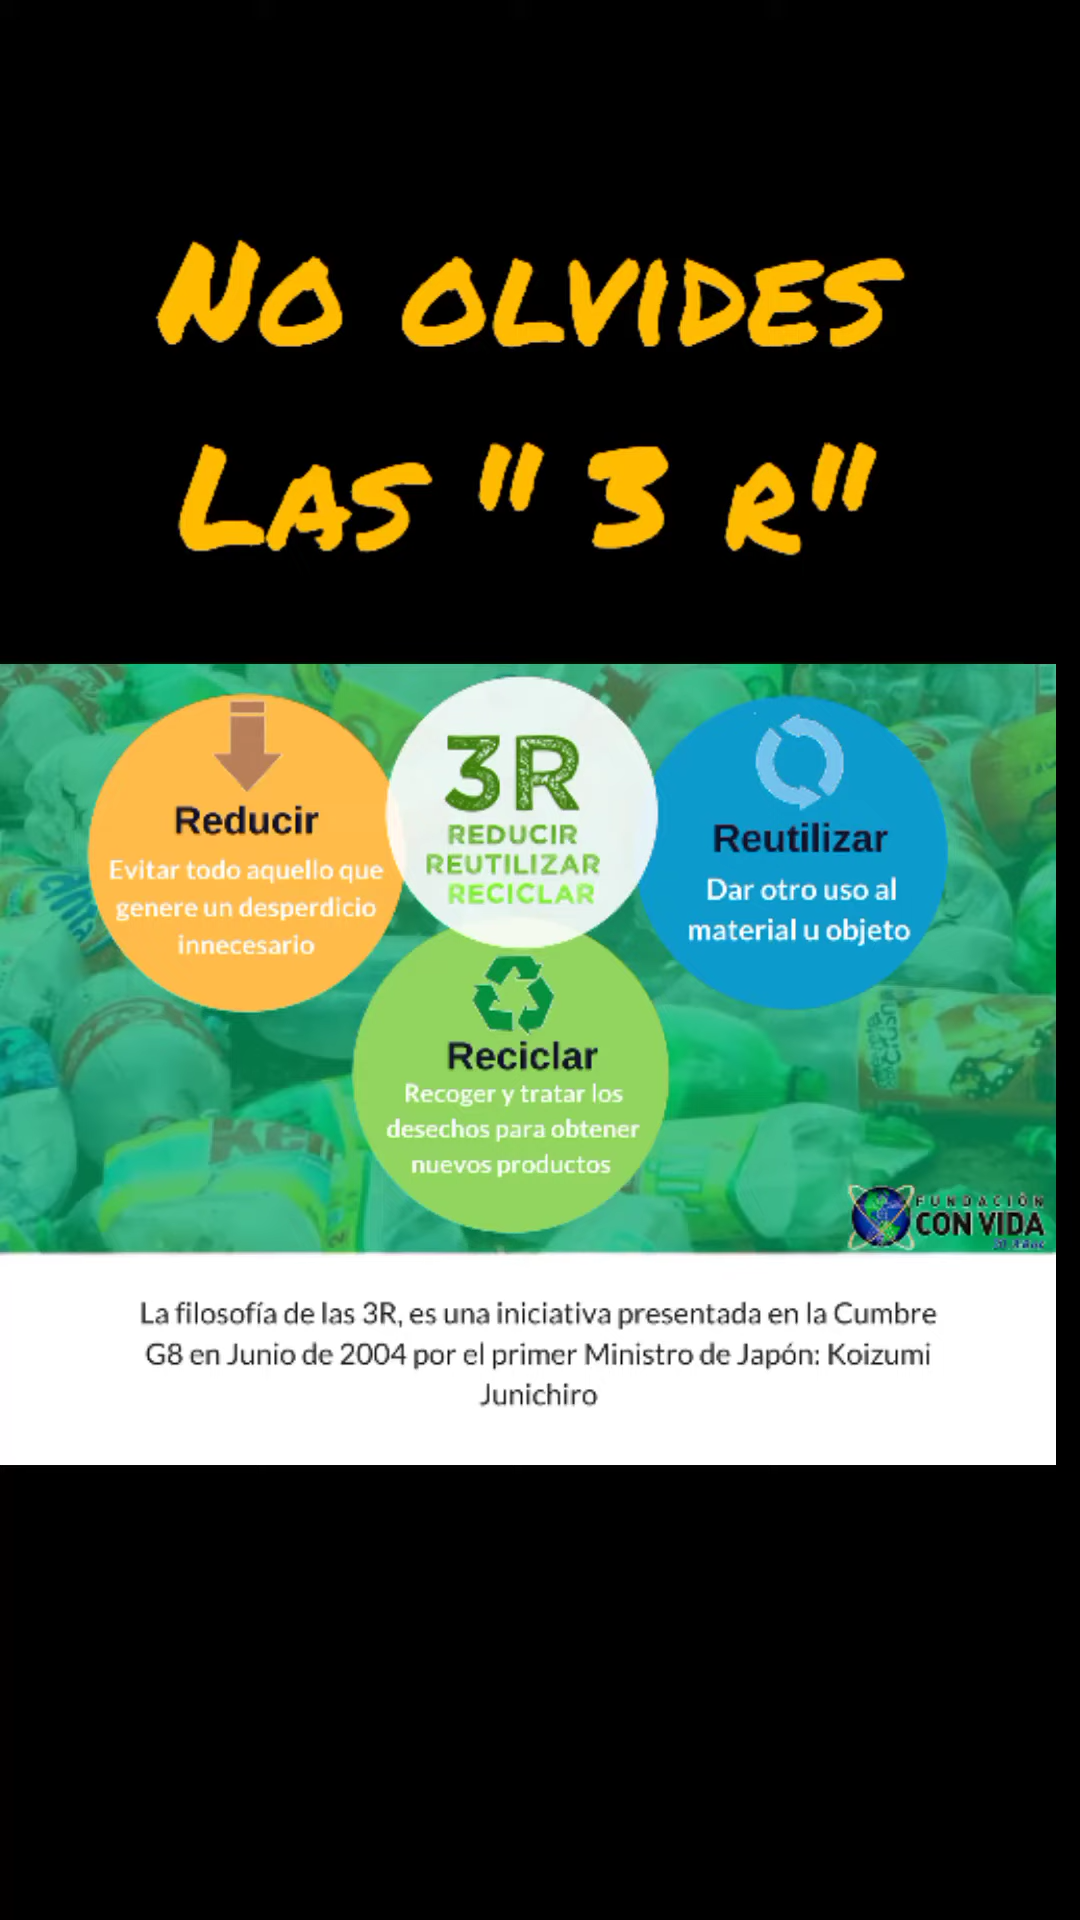 No olvides
Las " 3 r"
3R
REDUCIR
REUTILIZAR
RECICLAR
Reducir
Evitar todo aquello que
genere un desperdicio
innecesario
Reutilizar
Dar otro uso al
material u objeto
Reciclar
Recoger y tratar los
desechos para obtener
nuevos productos
FUNDACIÓN
CON VIDA
La filosofía de las 3R, es una iniciativa presentada en la Cumbre
G8 en Junio de 2004 por el primer Ministro de Japón: Koizumi
Junichiro